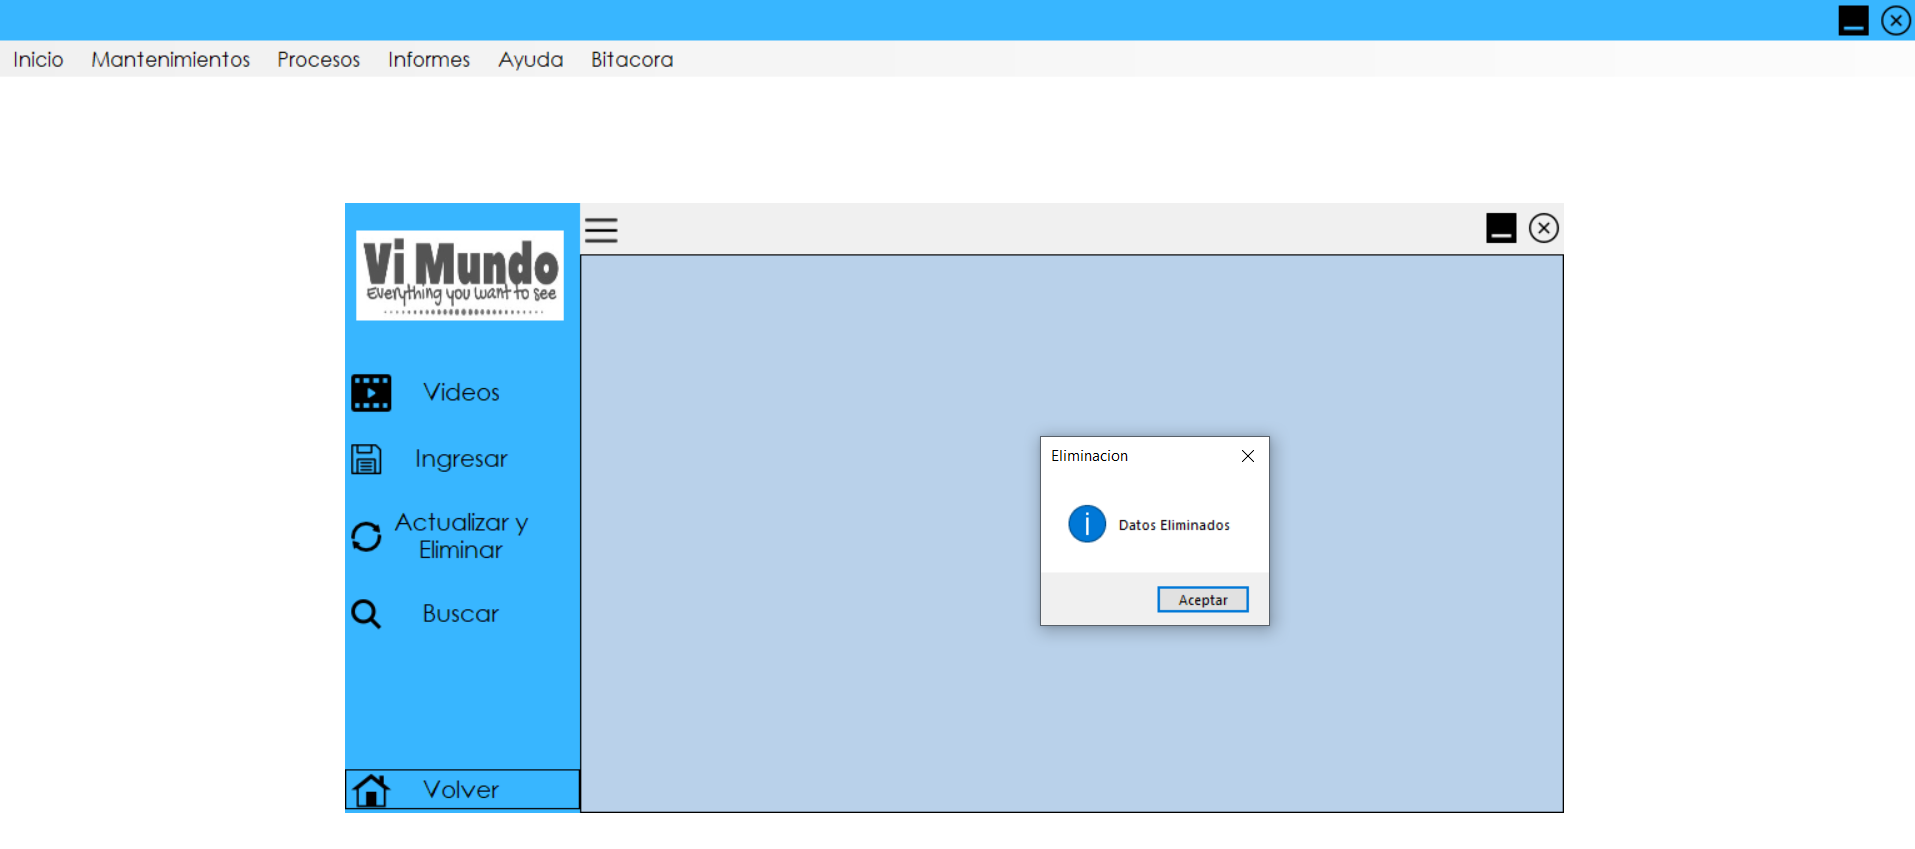 Inicio Mantenimientos Procesos Informes Ayuda Bitacora
Vi Mundo
Everything you want to see
Videos
Ingresar
Actualizar y
Eliminar
Buscar
Volver
Eliminacion
Datos Eliminados
Aceptar